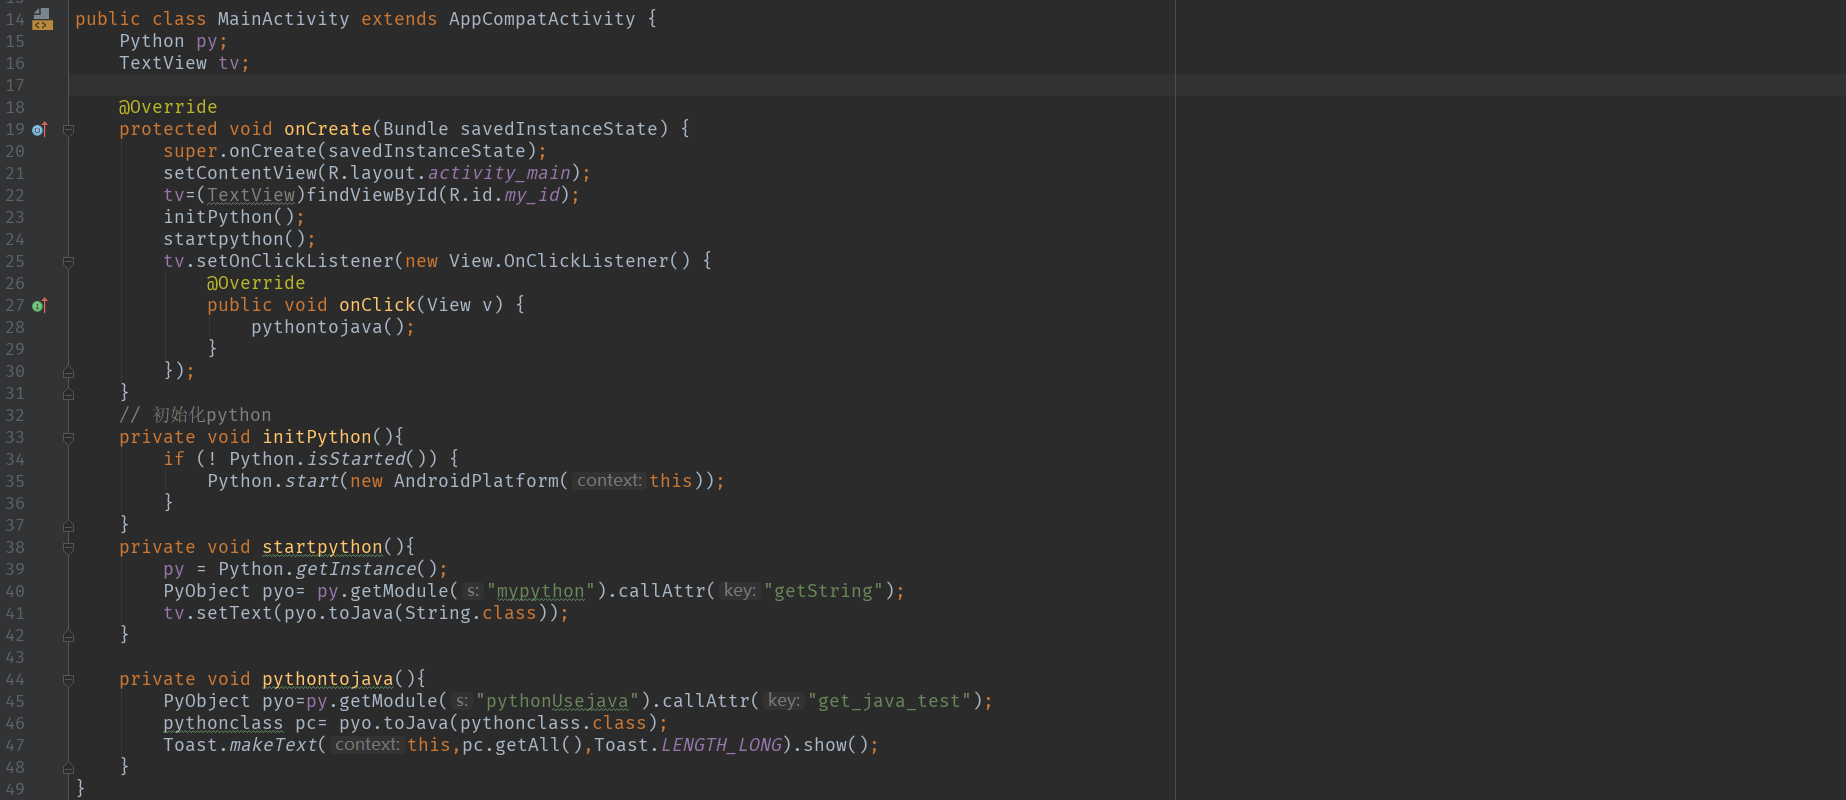 14 public class MainActivity extends AppCompatActivity {
15 Python py;
16 TextView tv;
17
18 @Override
19 protected void onCreate(Bundle savedInstanceState) {
20 super.onCreate(savedInstanceState);
21 setContentView(R.layout.activity_main);
22 tv=(TextView)findViewById(R.id.my_id);
23 initPython();
24 startpython();
25 tv.setOnClickListener(new View.OnClickListener() {
26 @Override
27 public void onClick(View v) {
28 pythontojava();
29 }
30 });
31 }
32 // 初始化python
33 private void initPython(){
34 if (! Python.isStarted()) {
35 Python.start(new AndroidPlatform( context: this));
36 }
37 }
38 private void startpython(){
39 py = Python.getInstance();
40 PyObject pyo= py.getModule( s: "mypython").callAttr( key: "getString");
41 tv.setText(pyo.toJava(String.class));
42 }
43
44 private void pythontojava(){
45 PyObject pyo=py.getModule( s: "pythonUsejava").callAttr( key: "get_java_test");
46 pythonclass pc= pyo.toJava(pythonclass.class);
47 Toast.makeText( context: this,pc.getAll(),Toast.LENGTH_LONG).show();
48 }
49 }